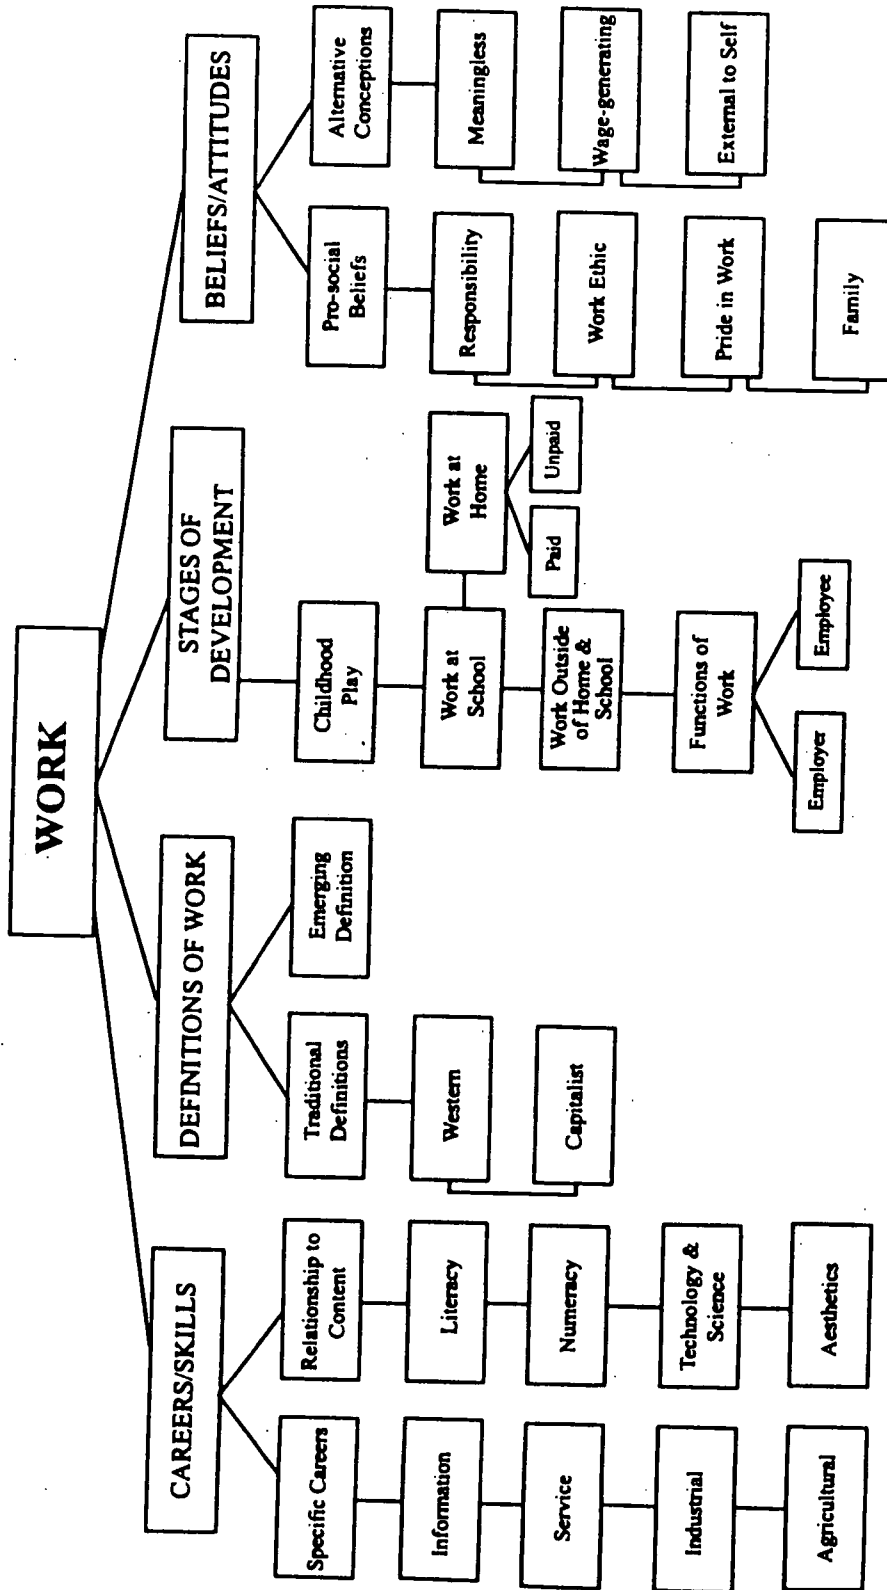 WORK
CAREERS/SKILLS
DEFINITIONS OF WORK
STAGES OF
DEVELOPMENT
BELIEFS/ATTITUDES
Specific Careers
Information
Service
Industrial
Agricultural
Relationship to
Content
Literacy
Numeracy
Technology &
Science
Aesthetics
Traditional
Definitions
Western
Capitalist
Emerging
Definition
Childhood
Play
Work at
School
Work at
Home
Paid
Unpaid
Work Outside
of Home &
School
Functions of
Work
Employer
Employee
Pro-social
Beliefs
Responsibility
Work Ethic
Pride in Work
Family
Alternative
Conceptions
Meaningless
Wage-generating
External to Self